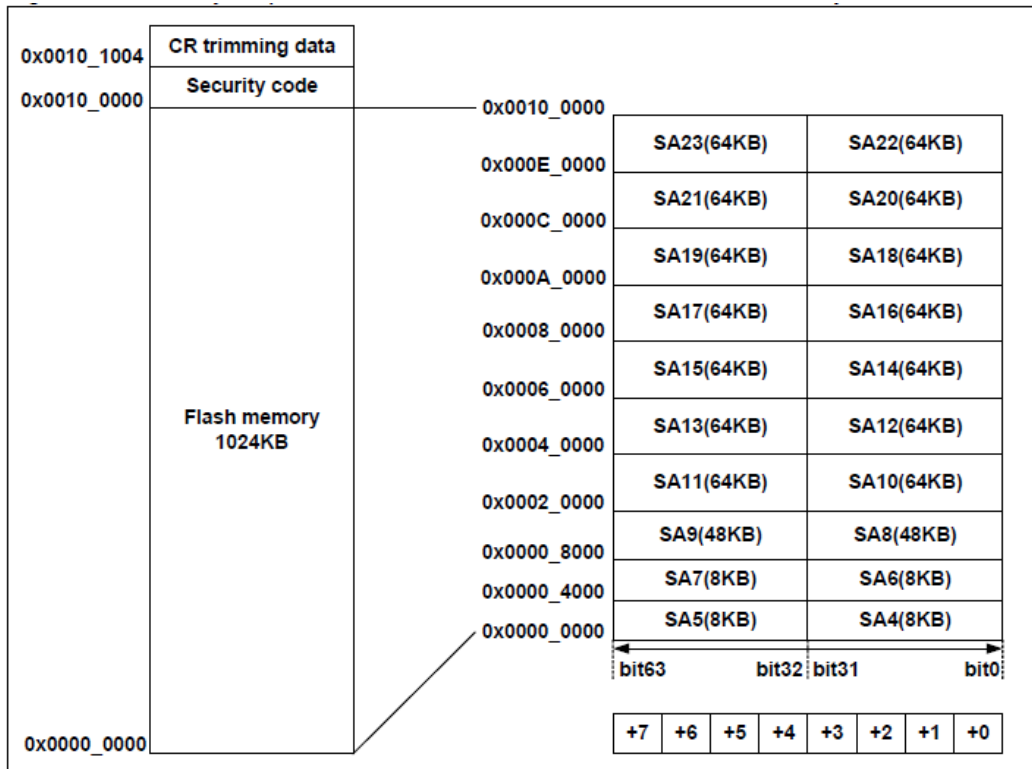 CR trimming data
0x0010_1004
Security code
0x0010_0000
Flash memory
1024KB
0x0000_0000
0x0010_0000
SA23(64KB) SA22(64KB)
0x000E_0000
SA21(64KB) SA20(64KB)
0x000C_0000
SA19(64KB) SA18(64KB)
0x000A_0000
SA17(64KB) SA16(64KB)
0x0008_0000
SA15(64KB) SA14(64KB)
0x0006_0000
SA13(64KB) SA12(64KB)
0x0004_0000
SA11(64KB) SA10(64KB)
0x0002_0000
SA9(48KB) SA8(48KB)
0x0000_8000
SA7(8KB) SA6(8KB)
0x0000_4000
SA5(8KB) SA4(8KB)
0x0000_0000
bit63 bit32 bit31 bit0
+7 +6 +5 +4 +3 +2 +1 +0